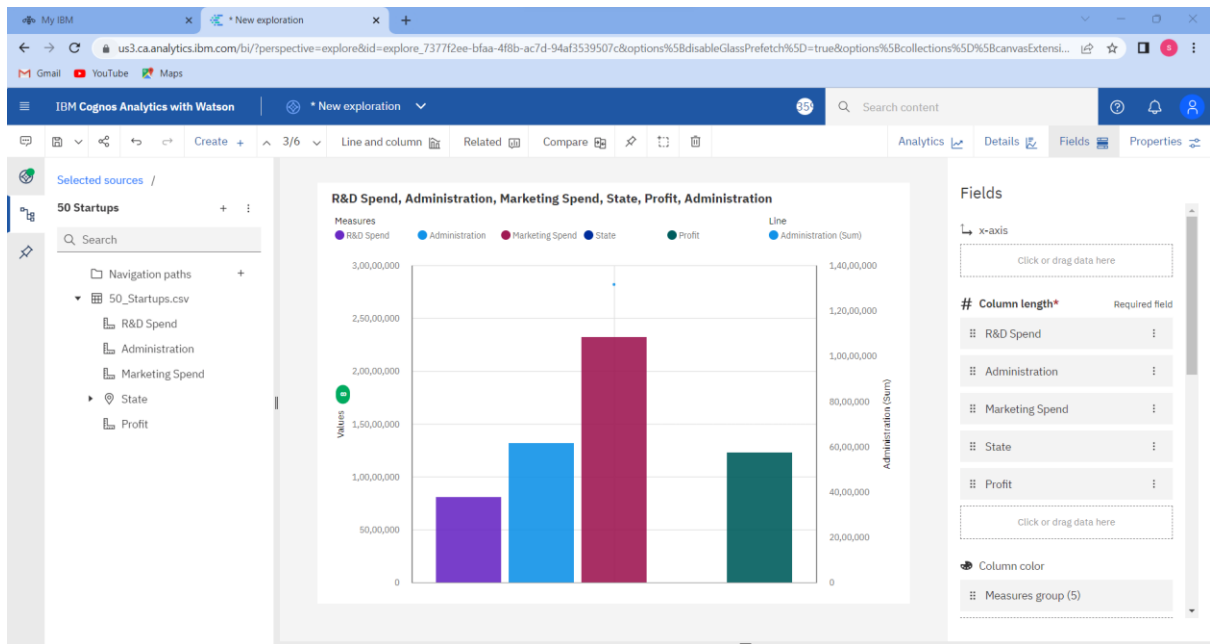 My IBM
* New exploration
us3.ca.analytics.ibm.com/bi/?perspective=explore&id=explore_7377f2ee-bfaa-4f8b-ac7d-94af3539507c&options%5BdisableGlassPrefetch%5D=true&options%5Bcollections%5D%5BcanvasExtensi...
S
Gmail YouTube Maps
IBM Cognos Analytics with Watson
* New exploration
Search content
Create + 3/6 Line and column Related Compare
Analytics Details Fields Properties
Selected sources /
50 Startups
Search
Navigation paths
50_Startups.csv
R&D Spend
Administration
Marketing Spend
State
Profit
R&D Spend, Administration, Marketing Spend, State, Profit, Administration
Measures Line
R&D Spend Administration Marketing Spend State Profit Administration (Sum)
3,00,00,000
2,50,00,000
2,00,00,000
1,50,00,000
1,00,00,000
50,00,000
0
Values
8
1,40,00,000
1,20,00,000
1,00,00,000
80,00,000
60,00,000
40,00,000
20,00,000
0
Administration (Sum)
Fields
x-axis
Click or drag data here
# Column length* Required field
R&D Spend
Administration
Marketing Spend
State
Profit
Click or drag data here
Column color
Measures group (5)